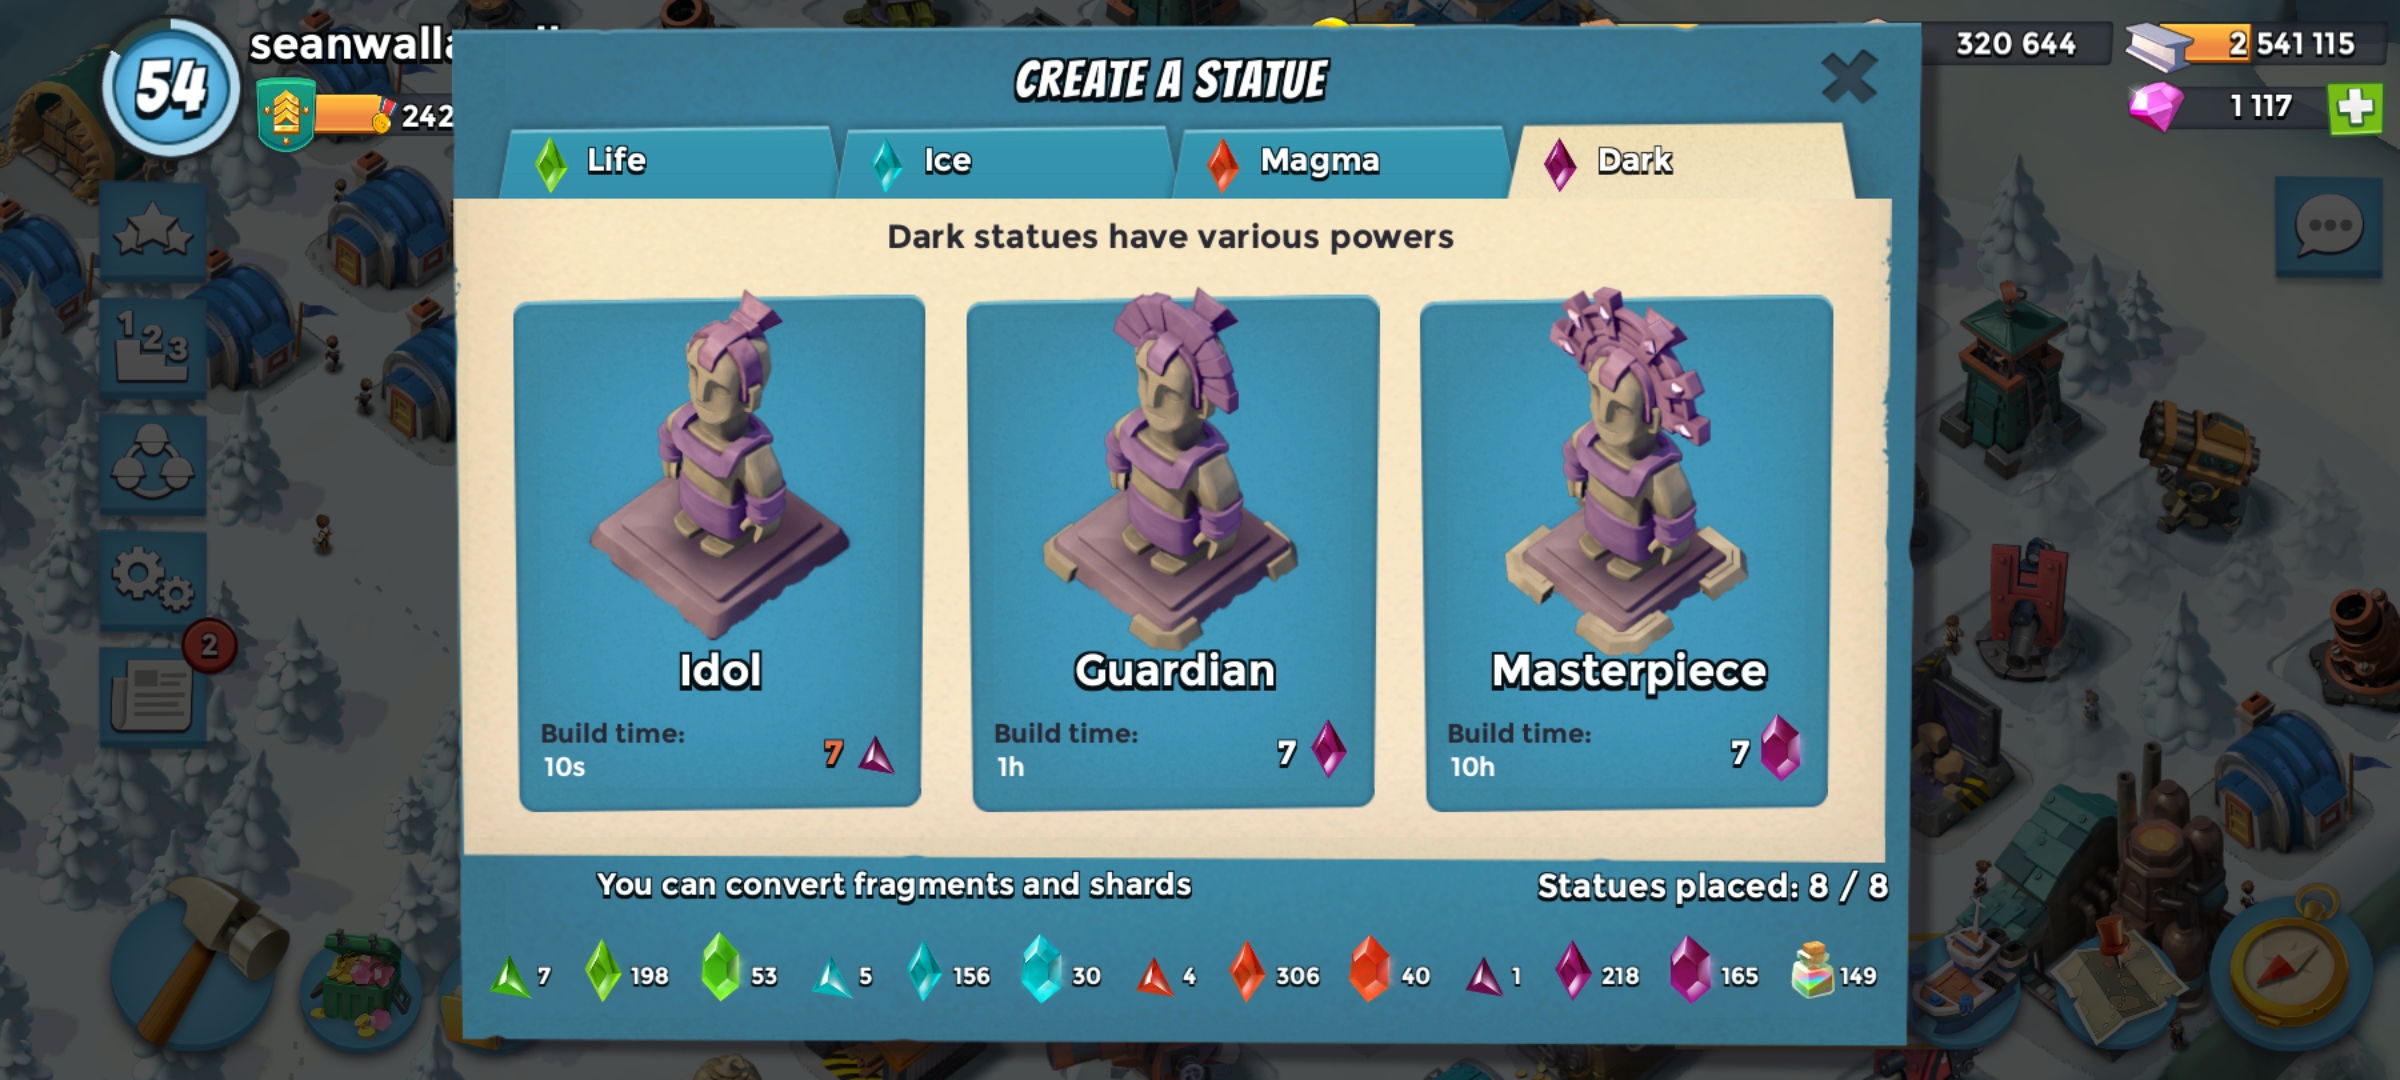 54
242
320 644
2 541 115
1 117
CREATE A STATUE
Life
Ice
Magma
Dark
Dark statues have various powers
Idol
Build time:
10s
7
Guardian
Build time:
1h
7
Masterpiece
Build time:
10h
7
123
2
You can convert fragments and shards
Statues placed: 8 / 8
7 198 53 5 156 30 4 306 40 1 218 165 149